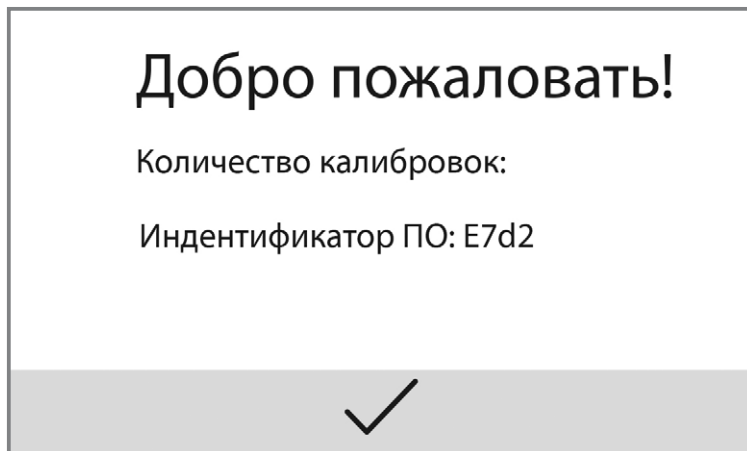 Добро пожаловать!
Количество калибровок:
Индентификатор ПО: E7d2